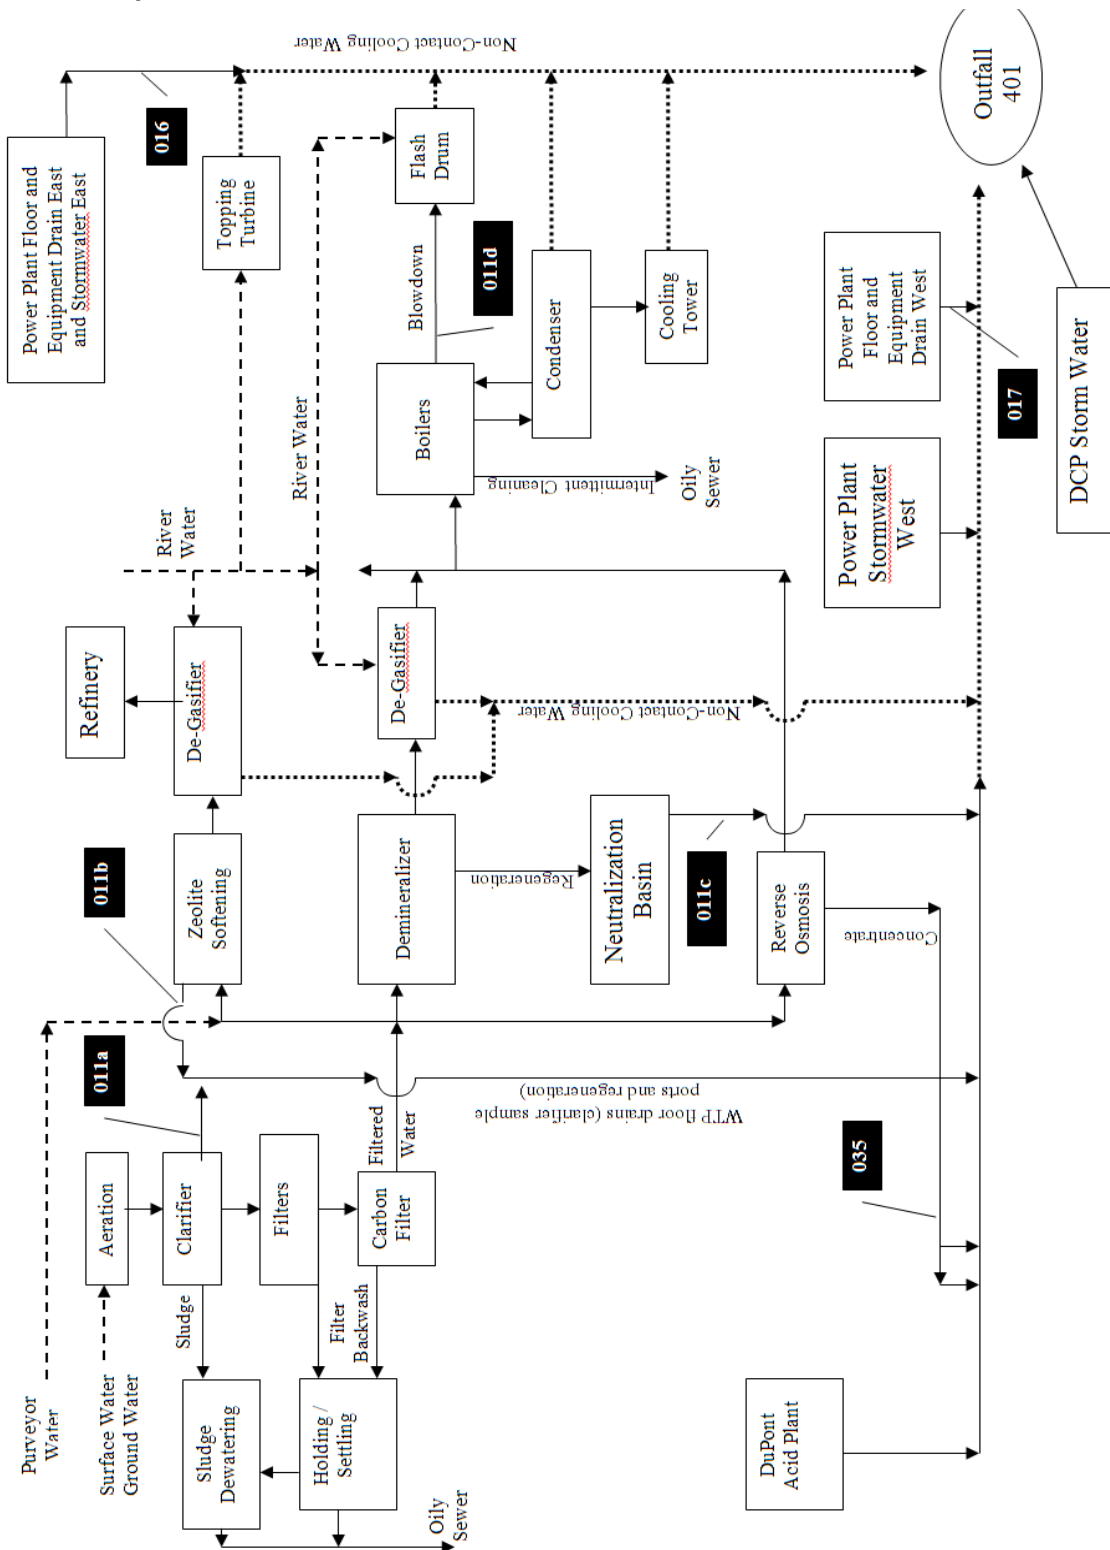 Non-Contact Cooling Water
Outfall
401
016
Power Plant Floor and
Equipment Drain East
and Stormwater East
Topping
Turbine
Flash
Drum
Blowdown
011d
River Water
Condenser
Cooling
Tower
Power Plant
Floor and
Equipment
Drain West
017
DCP Storm Water
Boilers
Intermittent Cleaning
Oily
Sewer
Power Plant
Stormwater
West
River
Water
Refinery
De-Gasifier
De-Gasifier
Non-Contact Cooling Water
011b
Zeolite
Softening
Demineralizer
Regeneration
Neutralization
Basin
011c
Reverse
Osmosis
Concentrate
011a
Aeration
Clarifier
Filters
Carbon
Filter
Filtered
Water
WTP floor drains (clarifier sample
ports and regeneration)
035
Sludge
Filter
Backwash
Purveyor
Water
Surface Water
Ground Water
Sludge
Dewatering
Holding /
Settling
Oily
Sewer
DuPont
Acid Plant